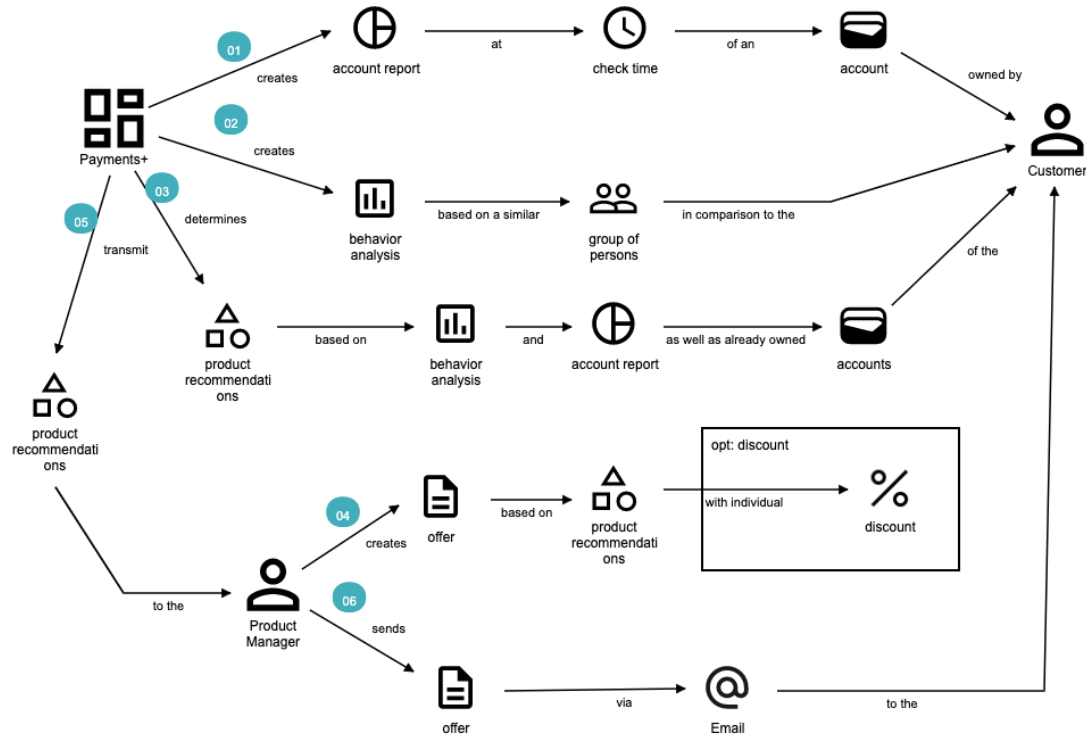 01
creates
account report
at
check time
of an
account
owned by
Customer
Payments+
02
creates
behavior
analysis
based on a similar
group of
persons
in comparison to the
03
determines
product
recommendati
ons
based on
behavior
analysis
and
account report
as well as already owned
accounts
of the
05
transmit
product
recommendati
ons
to the
Product
Manager
04
creates
offer
based on
product
recommendati
ons
opt: discount
with individual
discount
06
sends
offer
via
Email
to the